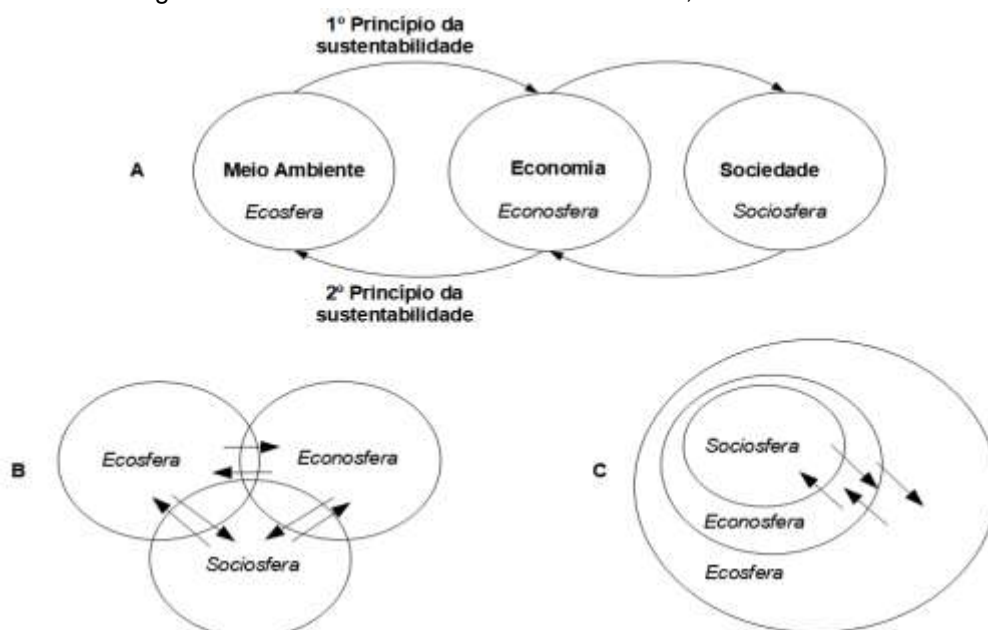 1º Princípio da
sustentabilidade
A
Meio Ambiente
Economia
Sociedade
Ecosfera
Econosfera
Sociosfera
2º Princípio da
sustentabilidade
B
Ecosfera
Econosfera
Sociosfera
C
Sociosfera
Econosfera
Ecosfera